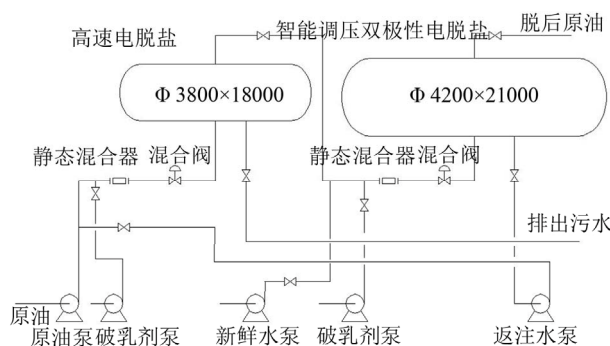 高速电脱盐
智能调压双极性电脱盐
脱后原油
Φ 3800×18000
Φ 4200×21000
静态混合器
混合阀
静态混合器
混合阀
排出污水
原油
原油泵
破乳剂泵
新鲜水泵
破乳剂泵
返注水泵